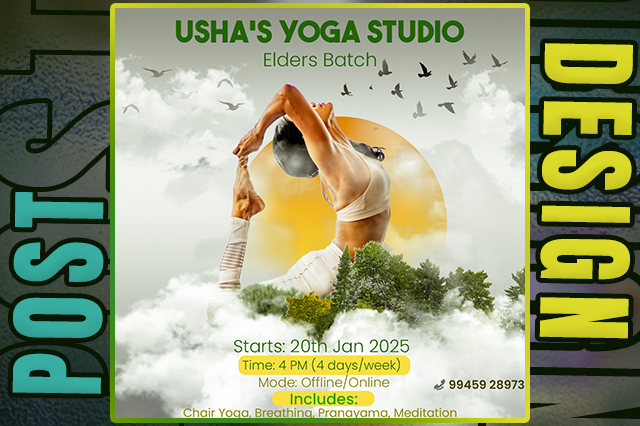 USHA'S YOGA STUDIO
Elders Batch
POST
DESIGN
Starts: 20th Jan 2025
Time: 4 PM (4 days/week)
Mode: Offline/Online
99459 28973
Includes:
Chair Yoga, Breathing, Pranayama, Meditation